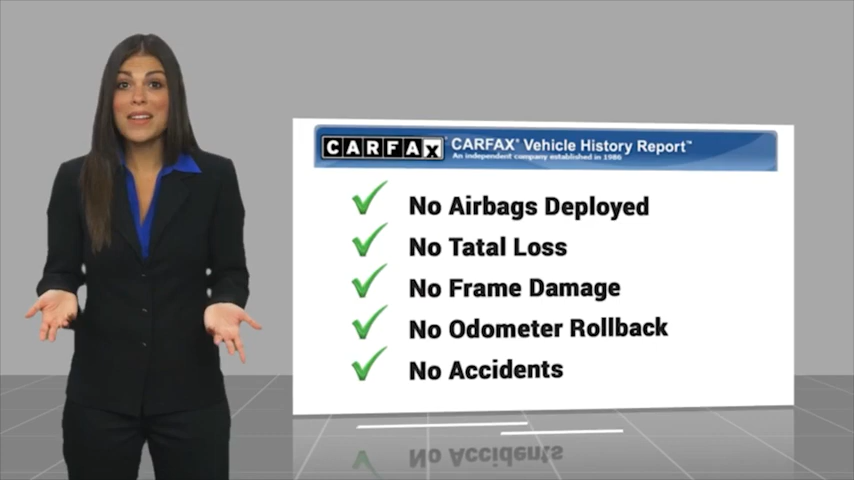 CARFAX CARFAX® Vehicle History Report™
An independent company established in 1986
No Airbags Deployed
No Tatal Loss
No Frame Damage
No Odometer Rollback
No Accidents
No Accidents